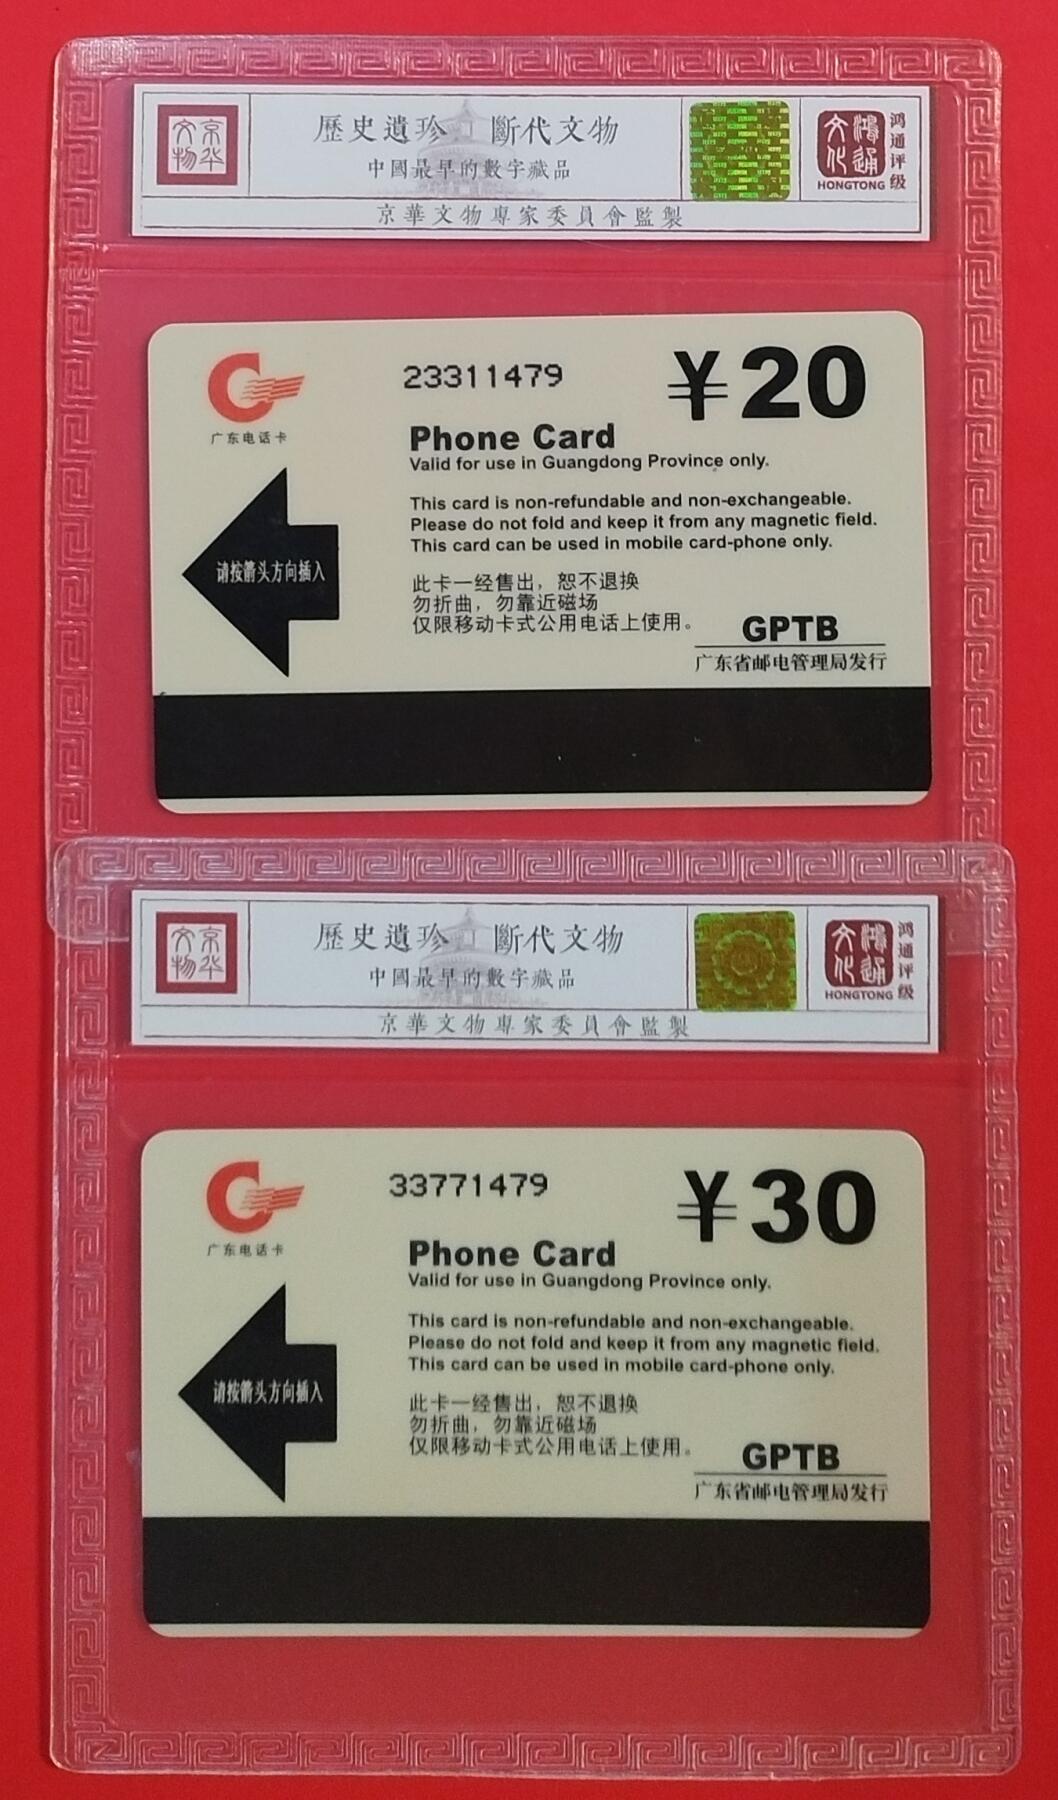 京华
文物
歷史遺珍 斷代文物
中國最早的數字藏品
京華文物專家委員會監製
鸿通
文化
HONGTONG
鸿通评级
广东电话卡
23311479
¥20
Phone Card
Valid for use in Guangdong Province only.
This card is non-refundable and non-exchangeable.
Please do not fold and keep it from any magnetic field.
This card can be used in mobile card-phone only.
请按箭头方向插入
此卡一经售出，恕不退换
勿折曲，勿靠近磁场
仅限移动卡式公用电话上使用。
GPTB
广东省邮电管理局发行
京华
文物
歷史遺珍 斷代文物
中國最早的數字藏品
京華文物專家委員會監製
鸿通
文化
HONGTONG
鸿通评级
广东电话卡
33771479
¥30
Phone Card
Valid for use in Guangdong Province only.
This card is non-refundable and non-exchangeable.
Please do not fold and keep it from any magnetic field.
This card can be used in mobile card-phone only.
请按箭头方向插入
此卡一经售出，恕不退换
勿折曲，勿靠近磁场
仅限移动卡式公用电话上使用。
GPTB
广东省邮电管理局发行